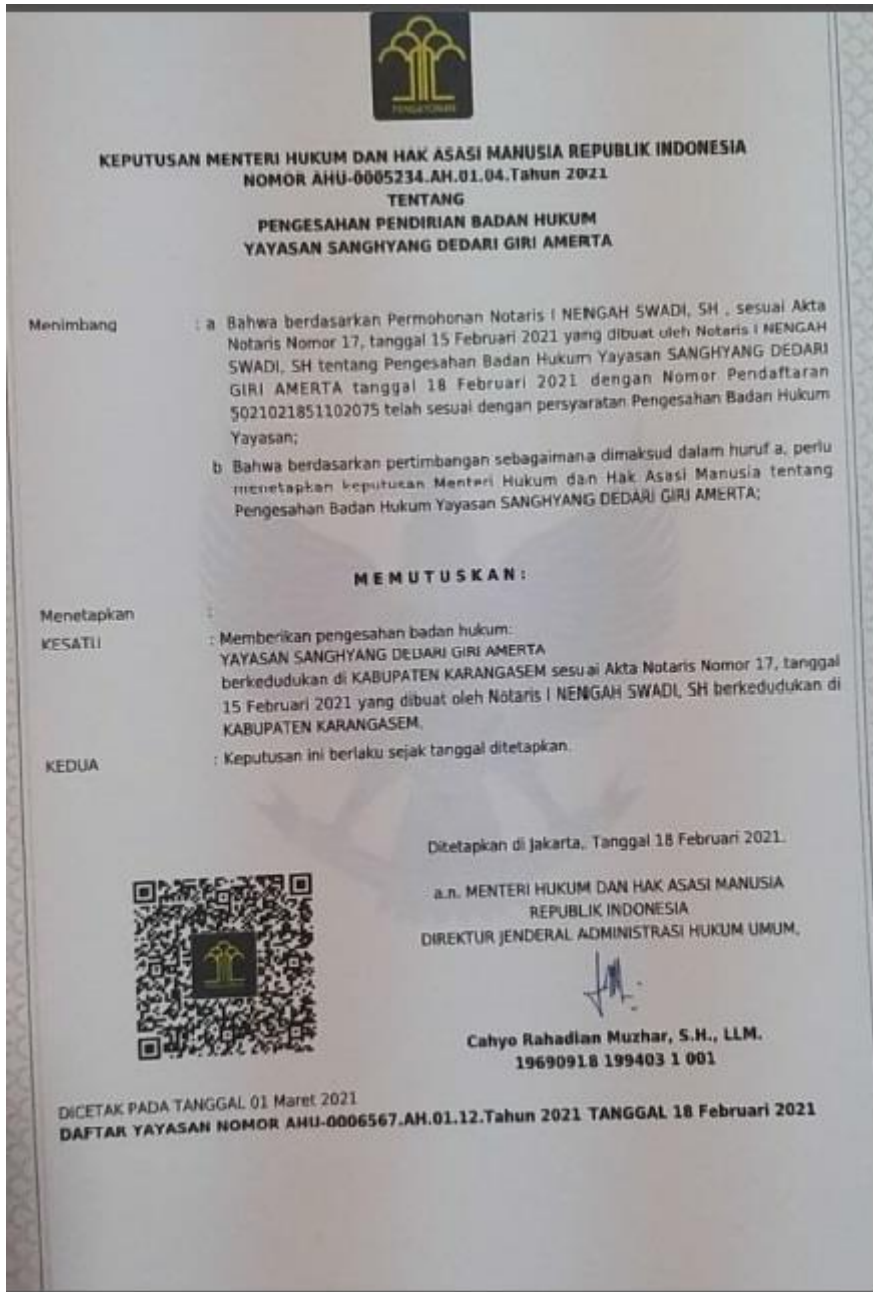 PENGAYOMAN
KEPUTUSAN MENTERI HUKUM DAN HAK ASASI MANUSIA REPUBLIK INDONESIA
NOMOR AHU-0005234.AH.01.04.Tahun 2021
TENTANG
PENGESAHAN PENDIRIAN BADAN HUKUM
YAYASAN SANGHYANG DEDARI GIRI AMERTA
Menimbang : a Bahwa berdasarkan Permohonan Notaris I NENGAH SWADI, SH , sesuai Akta
Notaris Nomor 17, tanggal 15 Februari 2021 yang dibuat oleh Notaris I NENGAH
SWADI, SH tentang Pengesahan Badan Hukum Yayasan SANGHYANG DEDARI
GIRI AMERTA tanggal 18 Februari 2021 dengan Nomor Pendaftaran
5021021851102075 telah sesuai dengan persyaratan Pengesahan Badan Hukum
Yayasan;
b Bahwa berdasarkan pertimbangan sebagaimana dimaksud dalam huruf a, perlu
menetapkan keputusan Menteri Hukum dan Hak Asasi Manusia tentang
Pengesahan Badan Hukum Yayasan SANGHYANG DEDARI GIRI AMERTA;
MEMUTUSKAN:
Menetapkan :
KESATU : Memberikan pengesahan badan hukum:
YAYASAN SANGHYANG DEDARI GIRI AMERTA
berkedudukan di KABUPATEN KARANGASEM sesuai Akta Notaris Nomor 17, tanggal
15 Februari 2021 yang dibuat oleh Notaris I NENGAH SWADI, SH berkedudukan di
KABUPATEN KARANGASEM.
KEDUA : Keputusan ini berlaku sejak tanggal ditetapkan.
Ditetapkan di Jakarta, Tanggal 18 Februari 2021.
a.n. MENTERI HUKUM DAN HAK ASASI MANUSIA
REPUBLIK INDONESIA
DIREKTUR JENDERAL ADMINISTRASI HUKUM UMUM,
Cahyo Rahadian Muzhar, S.H., LLM.
19690918 199403 1 001
DICETAK PADA TANGGAL 01 Maret 2021
DAFTAR YAYASAN NOMOR AHU-0006567.AH.01.12.Tahun 2021 TANGGAL 18 Februari 2021